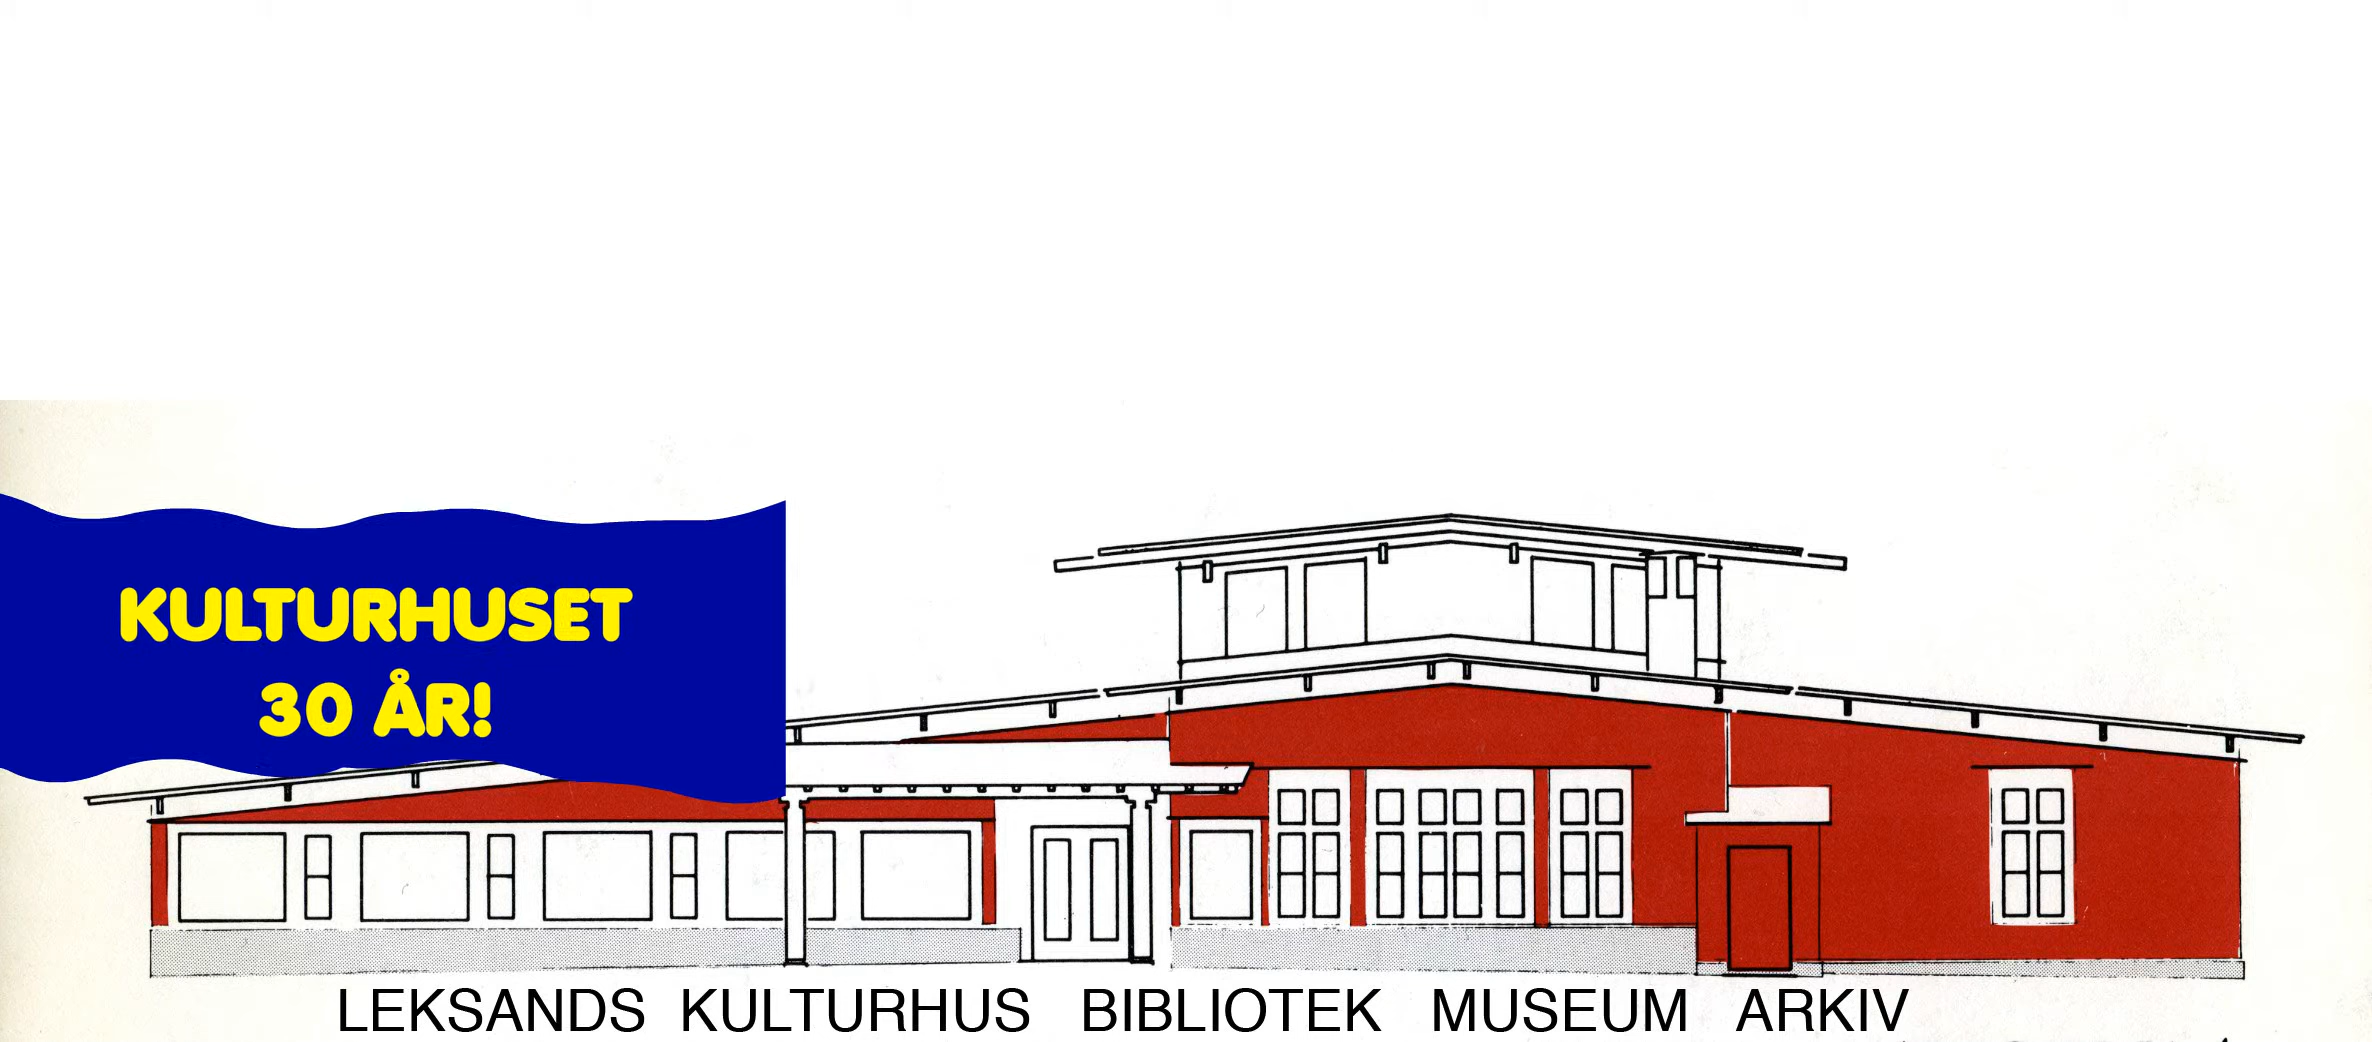 KULTURHUSET
30 ÅR!
LEKSANDS KULTURHUS BIBLIOTEK MUSEUM ARKIV